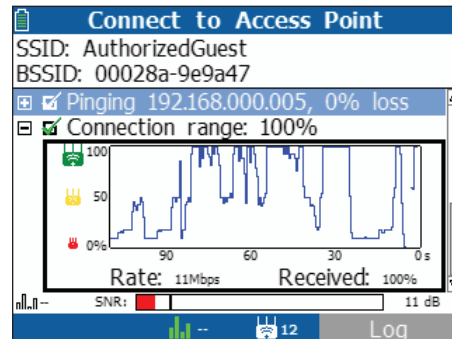 Connect to Access Point
SSID: AuthorizedGuest
BSSID: 00028a-9e9a47
Pinging 192.168.000.005, 0% loss
Connection range: 100%
100
50
0%
90 60 30 0 s
Rate: 11Mbps Received: 100%
-- SNR: 11 dB
-- 12 Log